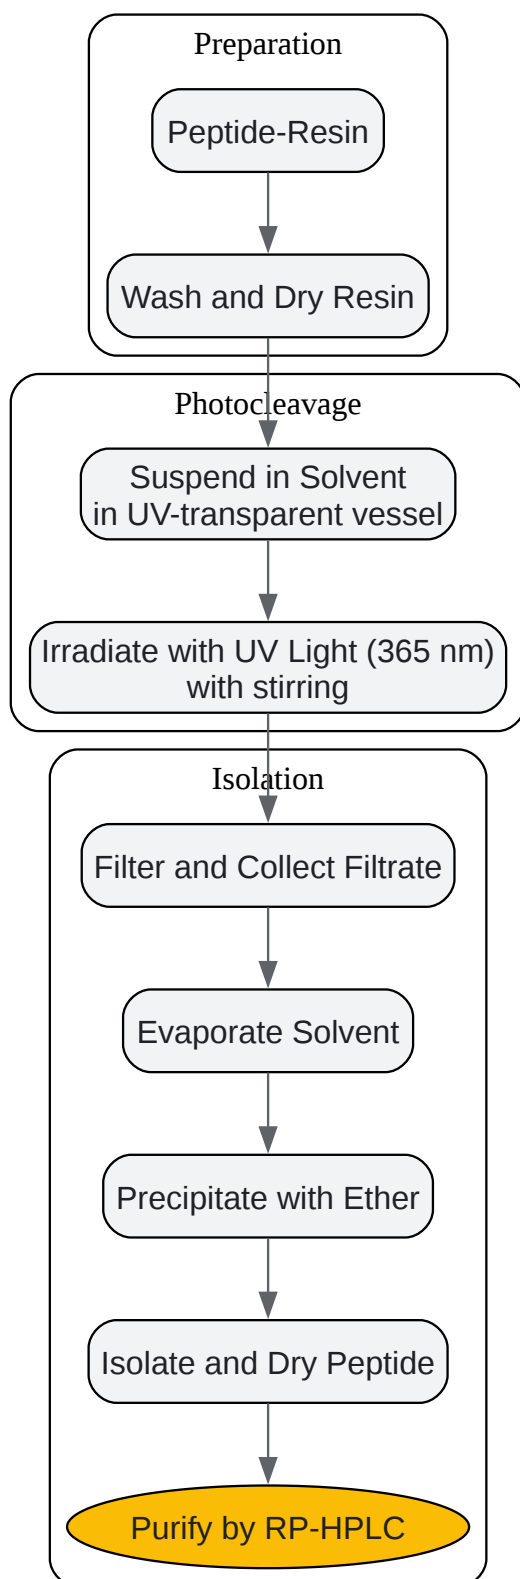 Preparation
Peptide-Resin
Wash and Dry Resin
Photocleavage
Suspend in Solvent
in UV-transparent vessel
Irradiate with UV Light (365 nm)
with stirring
Isolation
Filter and Collect Filtrate
Evaporate Solvent
Precipitate with Ether
Isolate and Dry Peptide
Purify by RP-HPLC